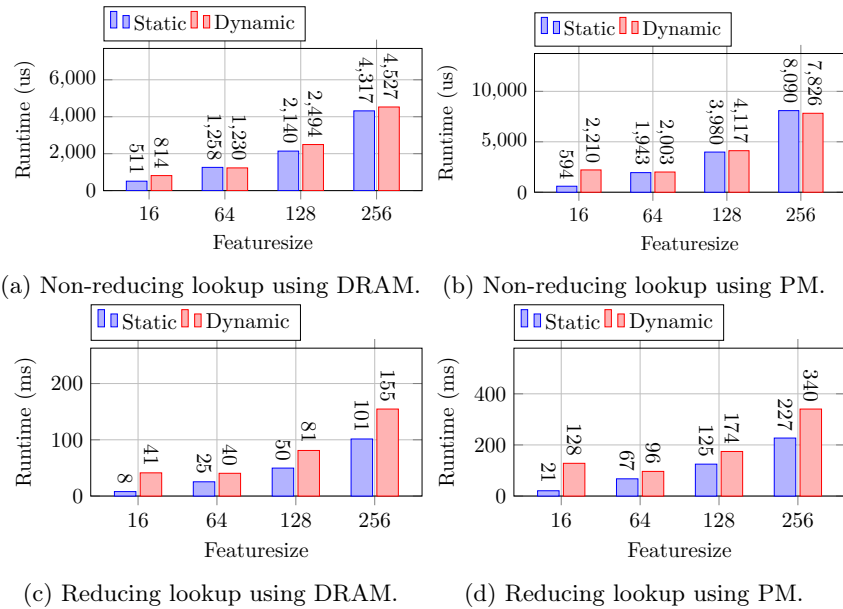 Static Dynamic
Runtime (us)
6,000
4,000
2,000
0
511
814
1,258
1,230
2,140
2,494
4,317
4,527
16 64 128 256
Featuresize
(a) Non-reducing lookup using DRAM.
Static Dynamic
Runtime (us)
10,000
5,000
0
594
2,210
1,943
2,003
3,980
4,117
8,090
7,826
16 64 128 256
Featuresize
(b) Non-reducing lookup using PM.
Static Dynamic
Runtime (ms)
200
100
0
8
41
25
40
50
81
101
155
16 64 128 256
Featuresize
(c) Reducing lookup using DRAM.
Static Dynamic
Runtime (ms)
400
200
0
21
128
67
96
125
174
227
340
16 64 128 256
Featuresize
(d) Reducing lookup using PM.